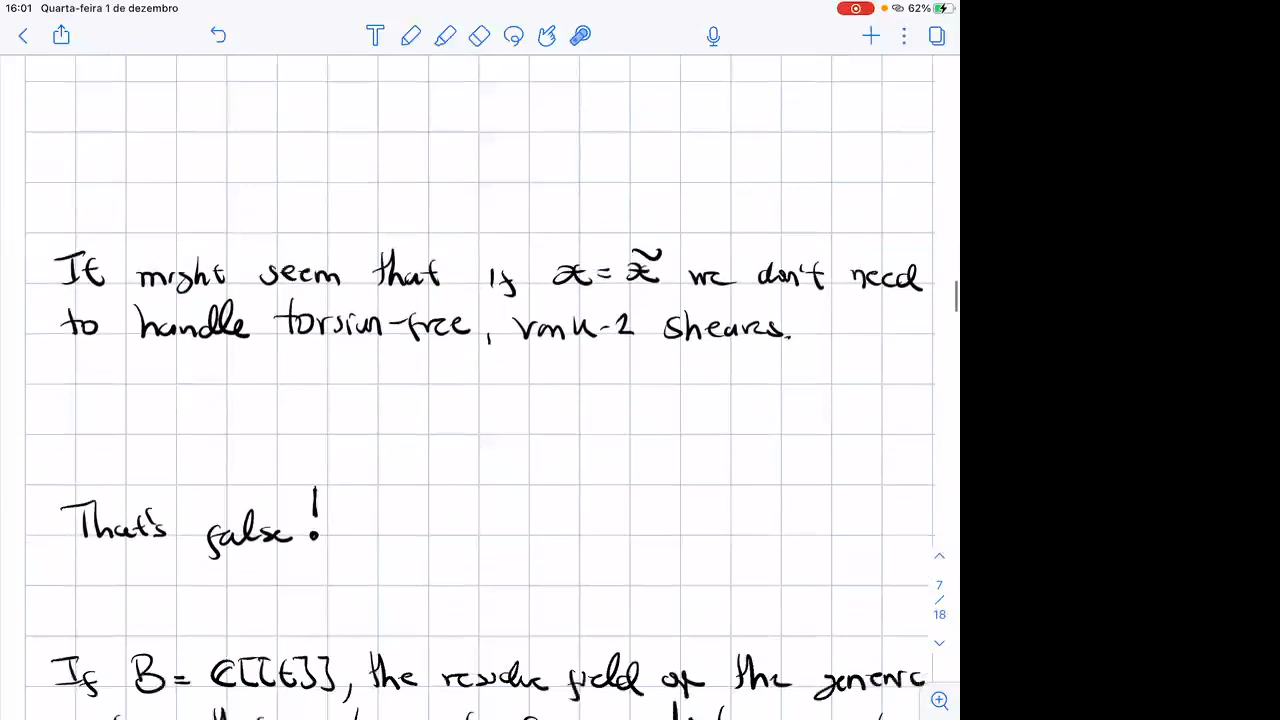 16:01 Quarta-feira 1 de dezembro 62%
It might seem that if x = x̃ we don't need
to handle torsion-free, rank-2 sheaves.
That's false!
7
/
18
If B = ℂ[[t]], the residue field of the generic